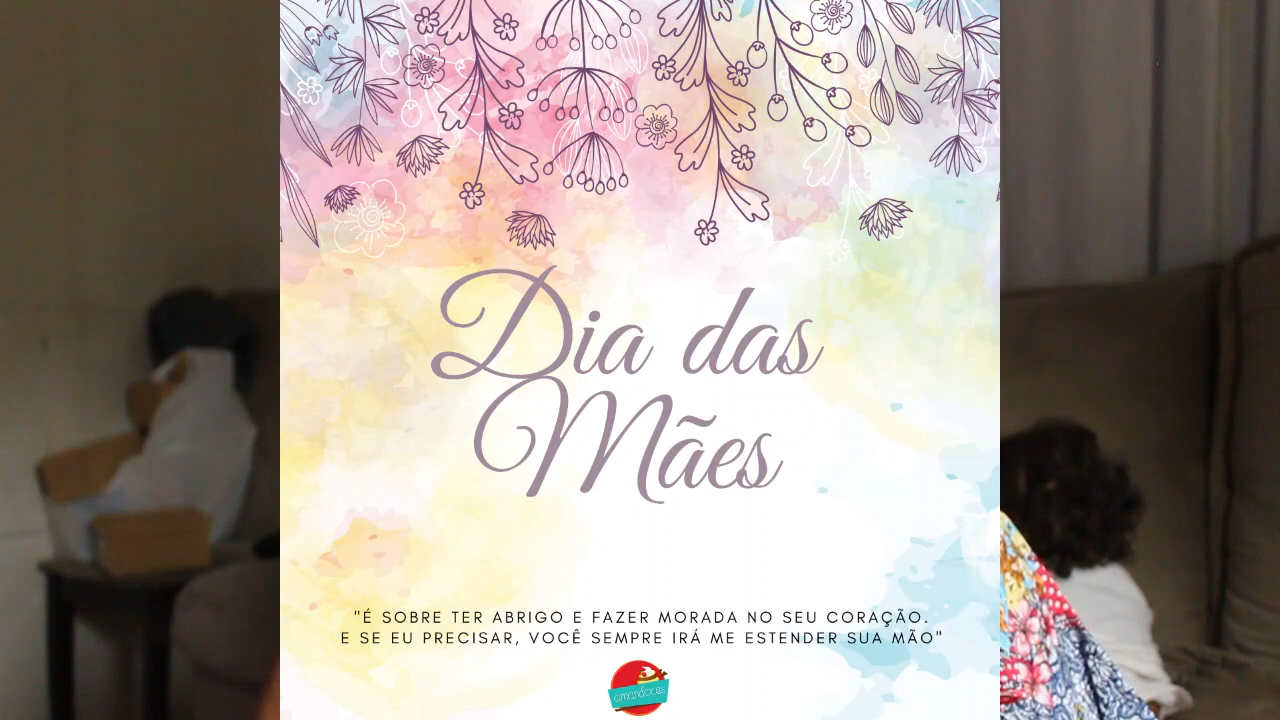 Dia das
Mães
"É SOBRE TER ABRIGO E FAZER MORADA NO SEU CORAÇÃO.
E SE EU PRECISAR, VOCÊ SEMPRE IRÁ ME ESTENDER SUA MÃO"
amandoces